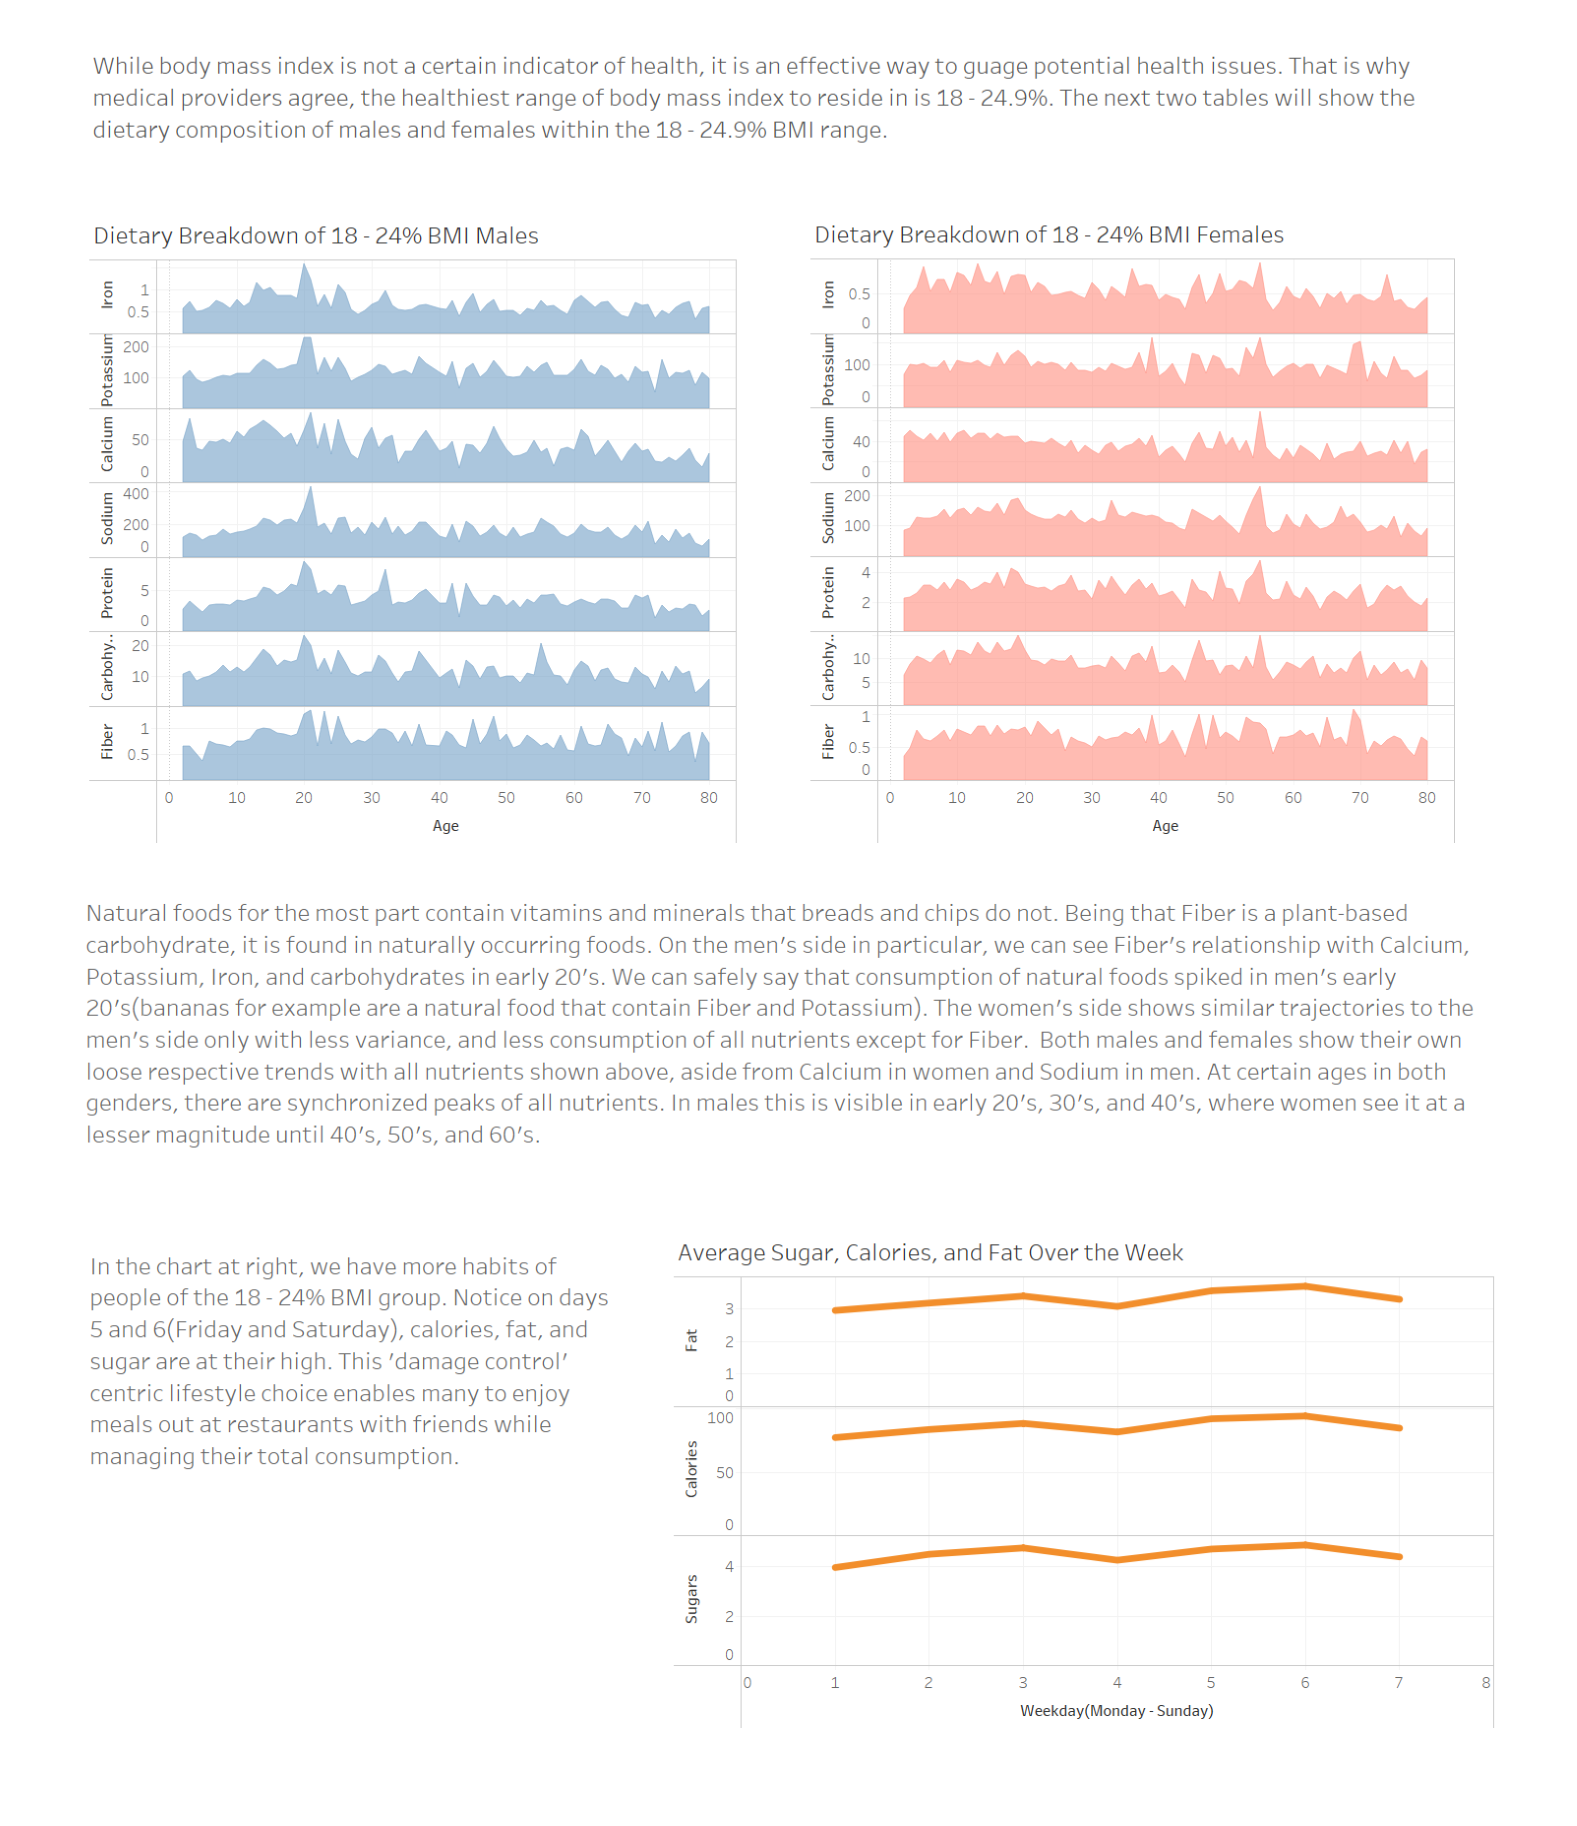 While body mass index is not a certain indicator of health, it is an effective way to guage potential health issues. That is why
medical providers agree, the healthiest range of body mass index to reside in is 18 - 24.9%. The next two tables will show the
dietary composition of males and females within the 18 - 24.9% BMI range.
Dietary Breakdown of 18 - 24% BMI Males
Iron
1
0.5
Potassium
200
100
Calcium
50
0
Sodium
400
200
0
Protein
5
0
Carbohy..
20
10
Fiber
1
0.5
0 10 20 30 40 50 60 70 80
Age
Dietary Breakdown of 18 - 24% BMI Females
Iron
0.5
0
Potassium
100
0
Calcium
40
0
Sodium
200
100
Protein
4
2
Carbohy..
10
5
Fiber
1
0.5
0
0 10 20 30 40 50 60 70 80
Age
Natural foods for the most part contain vitamins and minerals that breads and chips do not. Being that Fiber is a plant-based
carbohydrate, it is found in naturally occurring foods. On the men's side in particular, we can see Fiber's relationship with Calcium,
Potassium, Iron, and carbohydrates in early 20's. We can safely say that consumption of natural foods spiked in men's early
20's(bananas for example are a natural food that contain Fiber and Potassium). The women's side shows similar trajectories to the
men's side only with less variance, and less consumption of all nutrients except for Fiber. Both males and females show their own
loose respective trends with all nutrients shown above, aside from Calcium in women and Sodium in men. At certain ages in both
genders, there are synchronized peaks of all nutrients. In males this is visible in early 20's, 30's, and 40's, where women see it at a
lesser magnitude until 40's, 50's, and 60's.
In the chart at right, we have more habits of
people of the 18 - 24% BMI group. Notice on days
5 and 6(Friday and Saturday), calories, fat, and
sugar are at their high. This 'damage control'
centric lifestyle choice enables many to enjoy
meals out at restaurants with friends while
managing their total consumption.
Average Sugar, Calories, and Fat Over the Week
Fat
3
2
1
0
Calories
100
50
0
Sugars
4
2
0
0 1 2 3 4 5 6 7 8
Weekday(Monday - Sunday)